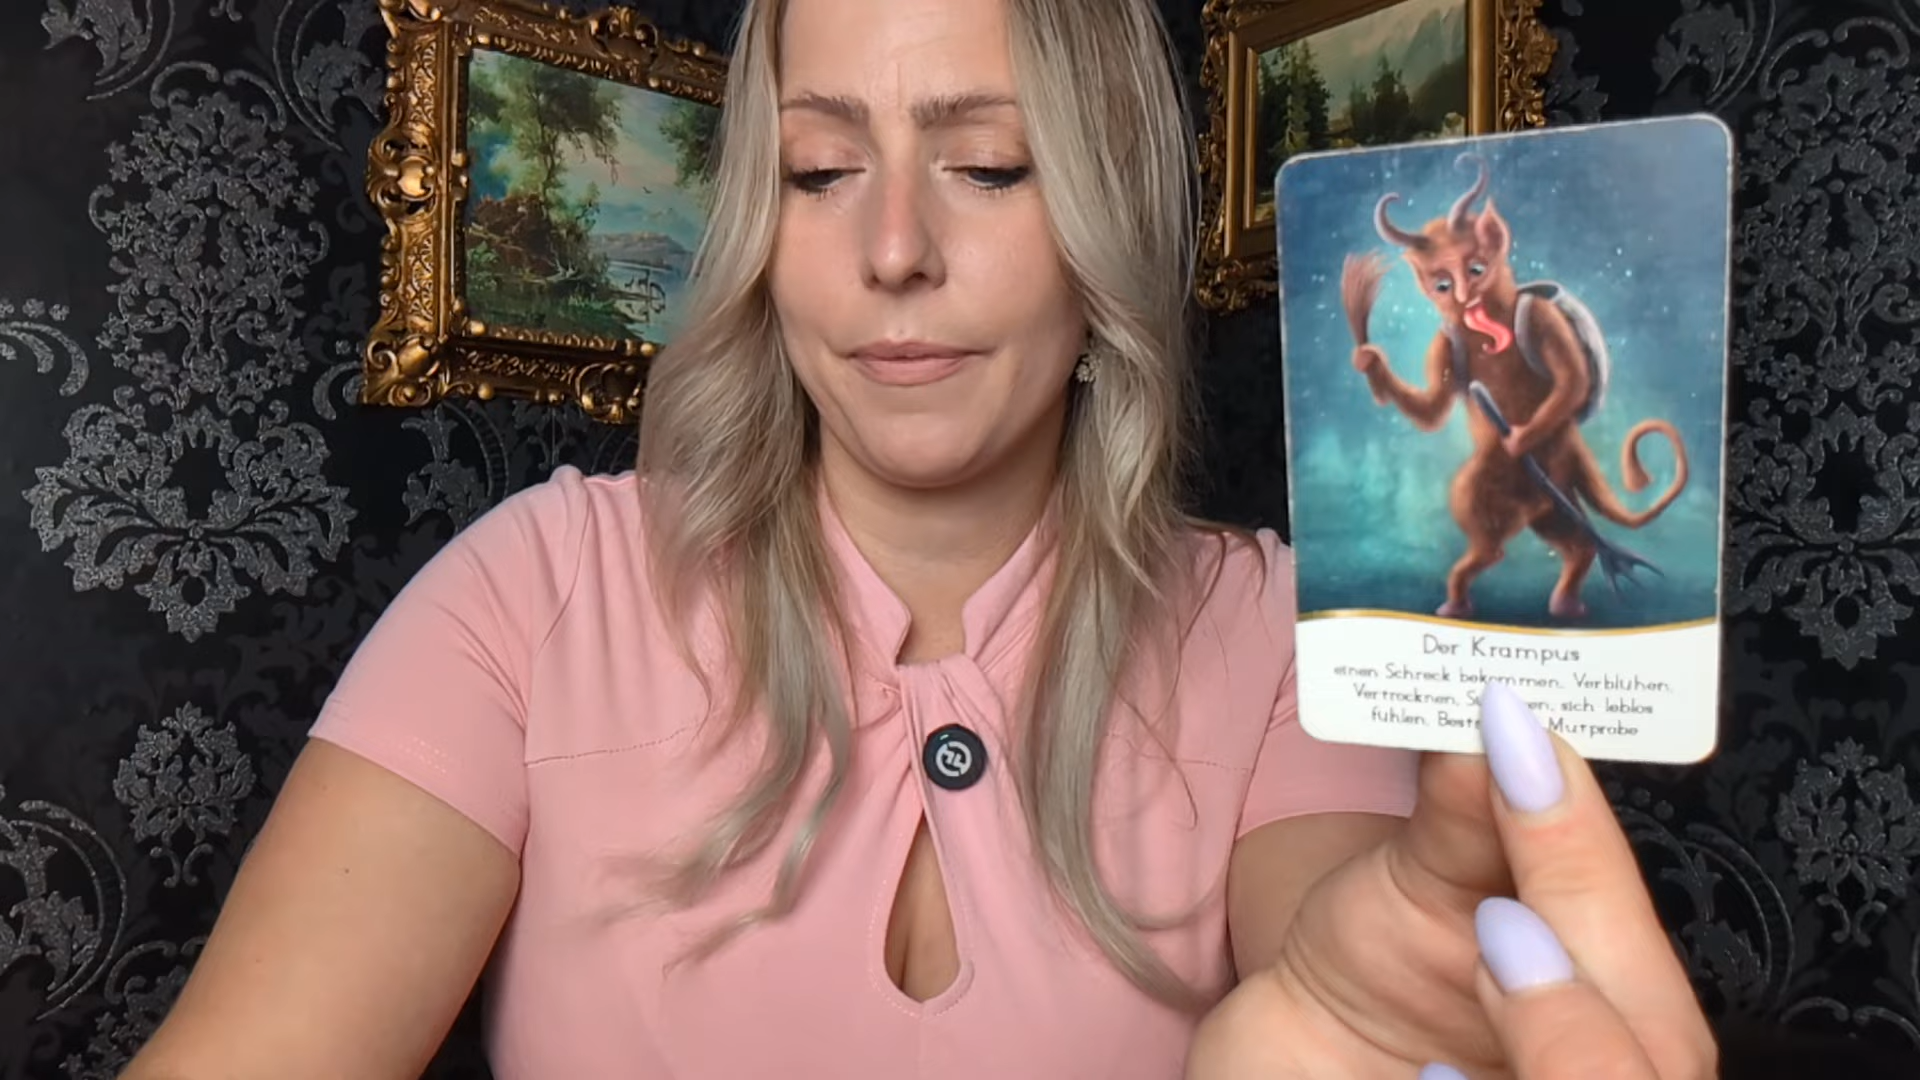 Der Krampus
einen Schreck bekommen. Verblühen.
Vertrocknen. sich leblos
fühlen. Mutprobe